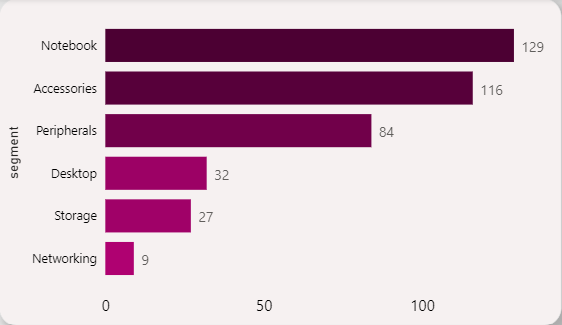 segment
Notebook 129
Accessories 116
Peripherals 84
Desktop 32
Storage 27
Networking 9
0 50 100